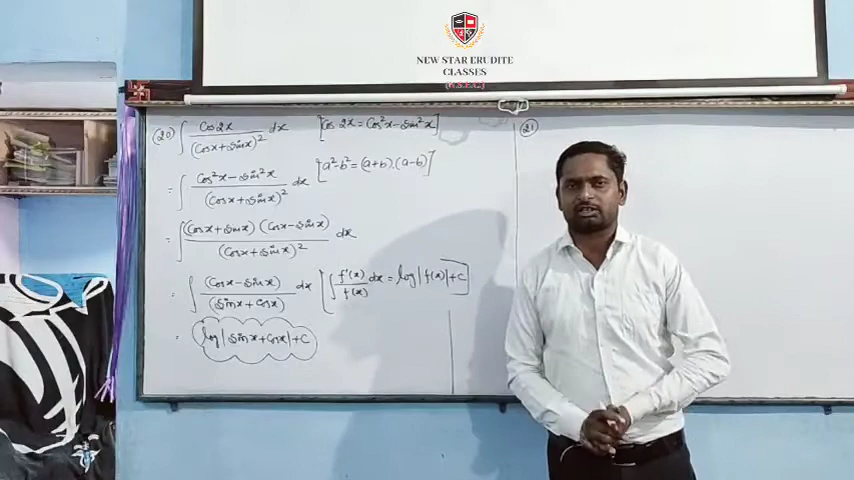 NEW STAR ERUDITE
CLASSES
(N.S.E.C)
(20) ∫ Cos2x / (Cosx + Sinx)² dx [Cos 2x = Cos²x - Sin²x]
[a² - b² = (a+b).(a-b)]
= ∫ Cos²x - Sin²x / (Cosx + Sinx)² dx
= ∫ (Cosx + Sinx) (Cosx - Sinx) / (Cosx + Sinx)² dx
= ∫ (Cosx - Sinx) / (Sinx + Cosx) dx [∫ f'(x) / f(x) dx = log|f(x)| + C]
= log|Sinx + Cosx| + C
(21)